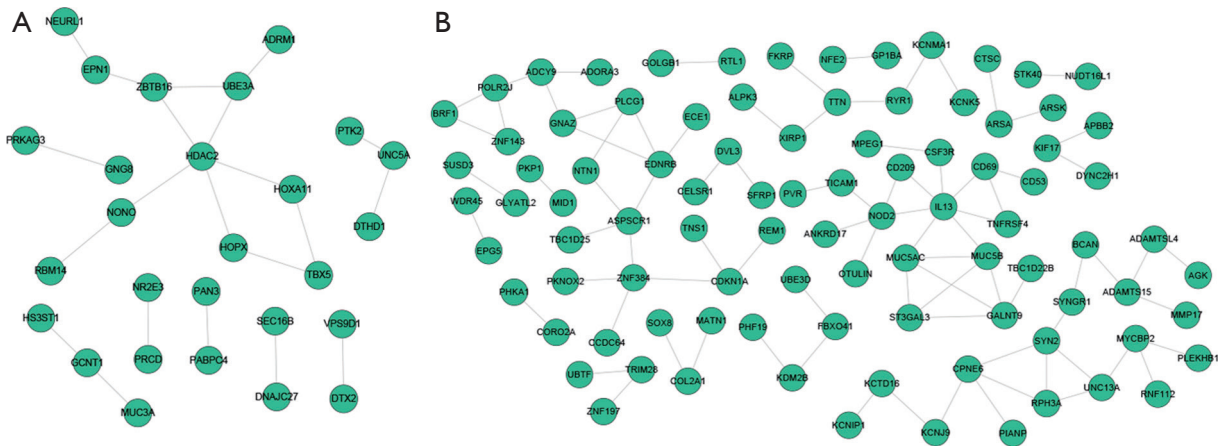 A
NEURL1
ADRM1
EPN1
ZBTB16
UBE3A
PTK2
PRKAG3
GNG8
HDAC2
UNC5A
HOXA11
NONO
DTHD1
HOPX
RBM14
TBX5
NR2E3
PAN3
HS3ST1
SEC16B
VPS9D1
GCNT1
PRCD
PABPC4
DNAJC27
DTX2
MUC3A
B
GOLGB1
RTL1
FKRP
NFE2
GP1BA
KCNMA1
CTSC
STK40
NUDT16L1
ADCY9
ADORA3
POLR2J
PLCG1
ALPK3
TTN
RYR1
KCNK5
ARSK
BRF1
GNAZ
ECE1
ARSA
APBB2
ZNF143
XIRP1
KIF17
SUSD3
PKP1
NTN1
EDNRB
DVL3
MPEG1
CSF3R
CD209
CD69
CD53
DYNC2H1
WDR45
GLYATL2
MID1
CELSR1
SFRP1
PVR
TICAM1
NOD2
IL13
TNFRSF4
ASPSCR1
TBC1D25
EPG5
TNS1
REM1
ANKRD17
MUC5AC
MUC5B
OTULIN
TBC1D22B
BCAN
ADAMTSL4
AGK
PKNOX2
ZNF384
CDKN1A
UBE3D
PHKA1
CORO2A
SYNGR1
ADAMTS15
MMP17
ST3GAL3
GALNT9
CCDC64
SOX8
MATN1
PHF19
FBXO41
SYN2
MYCBP2
PLEKHB1
UBTF
TRIM28
COL2A1
KDM2B
CPNE6
UNC13A
RNF112
ZNF197
KCTD16
RPH3A
KCNIP1
KCNJ9
PIANP